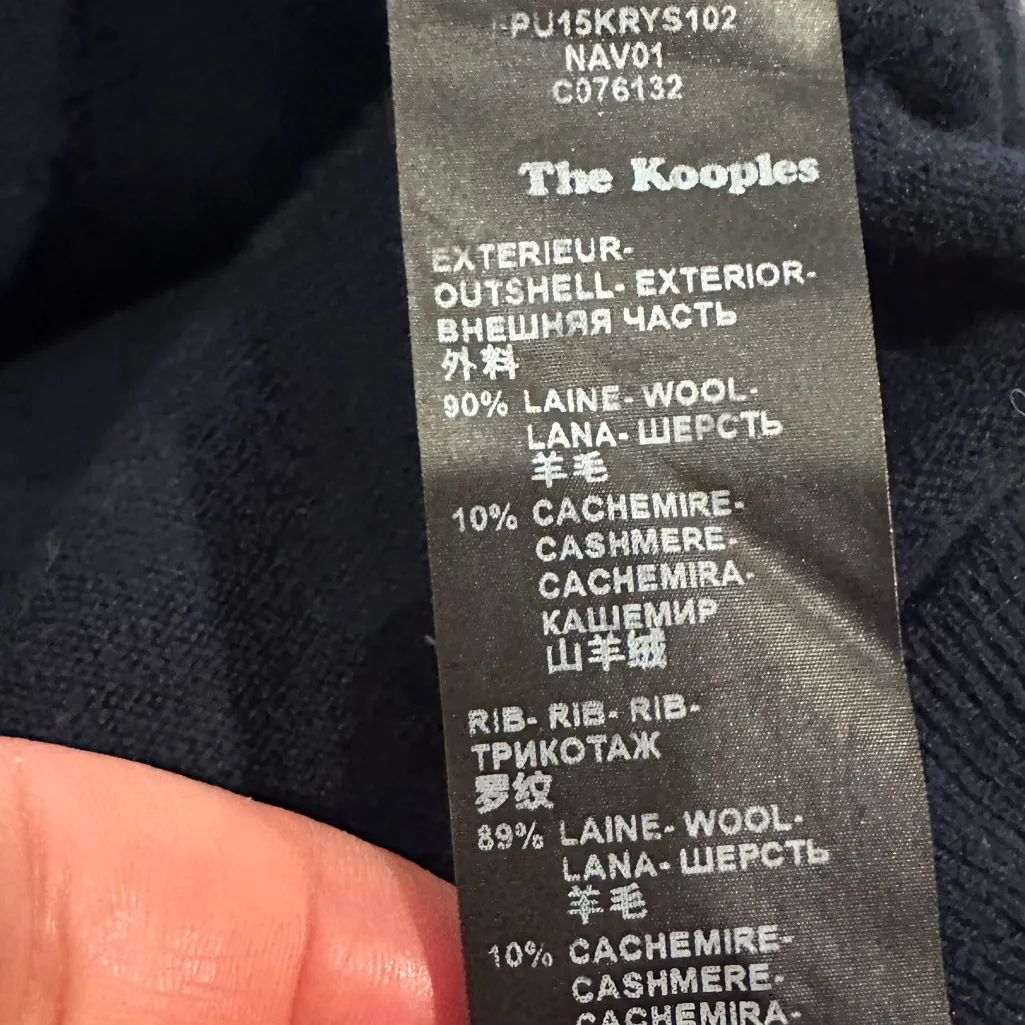 PU15KRYS102
NAV01
C076132
The Kooples
EXTERIEUR-
OUTSHELL- EXTERIOR-
ВНЕШНЯЯ ЧАСТЬ
外料
90% LAINE- WOOL-
LANA- ШЕРСТЬ
羊毛
10% CACHEMIRE-
CASHMERE-
CACHEMIRA-
КАШЕМИР
山羊绒
RIB- RIB- RIB-
ТРИКОТАЖ
罗纹
89% LAINE- WOOL-
LANA- ШЕРСТЬ
羊毛
10% CACHEMIRE-
CASHMERE-
CACHEMIRA-